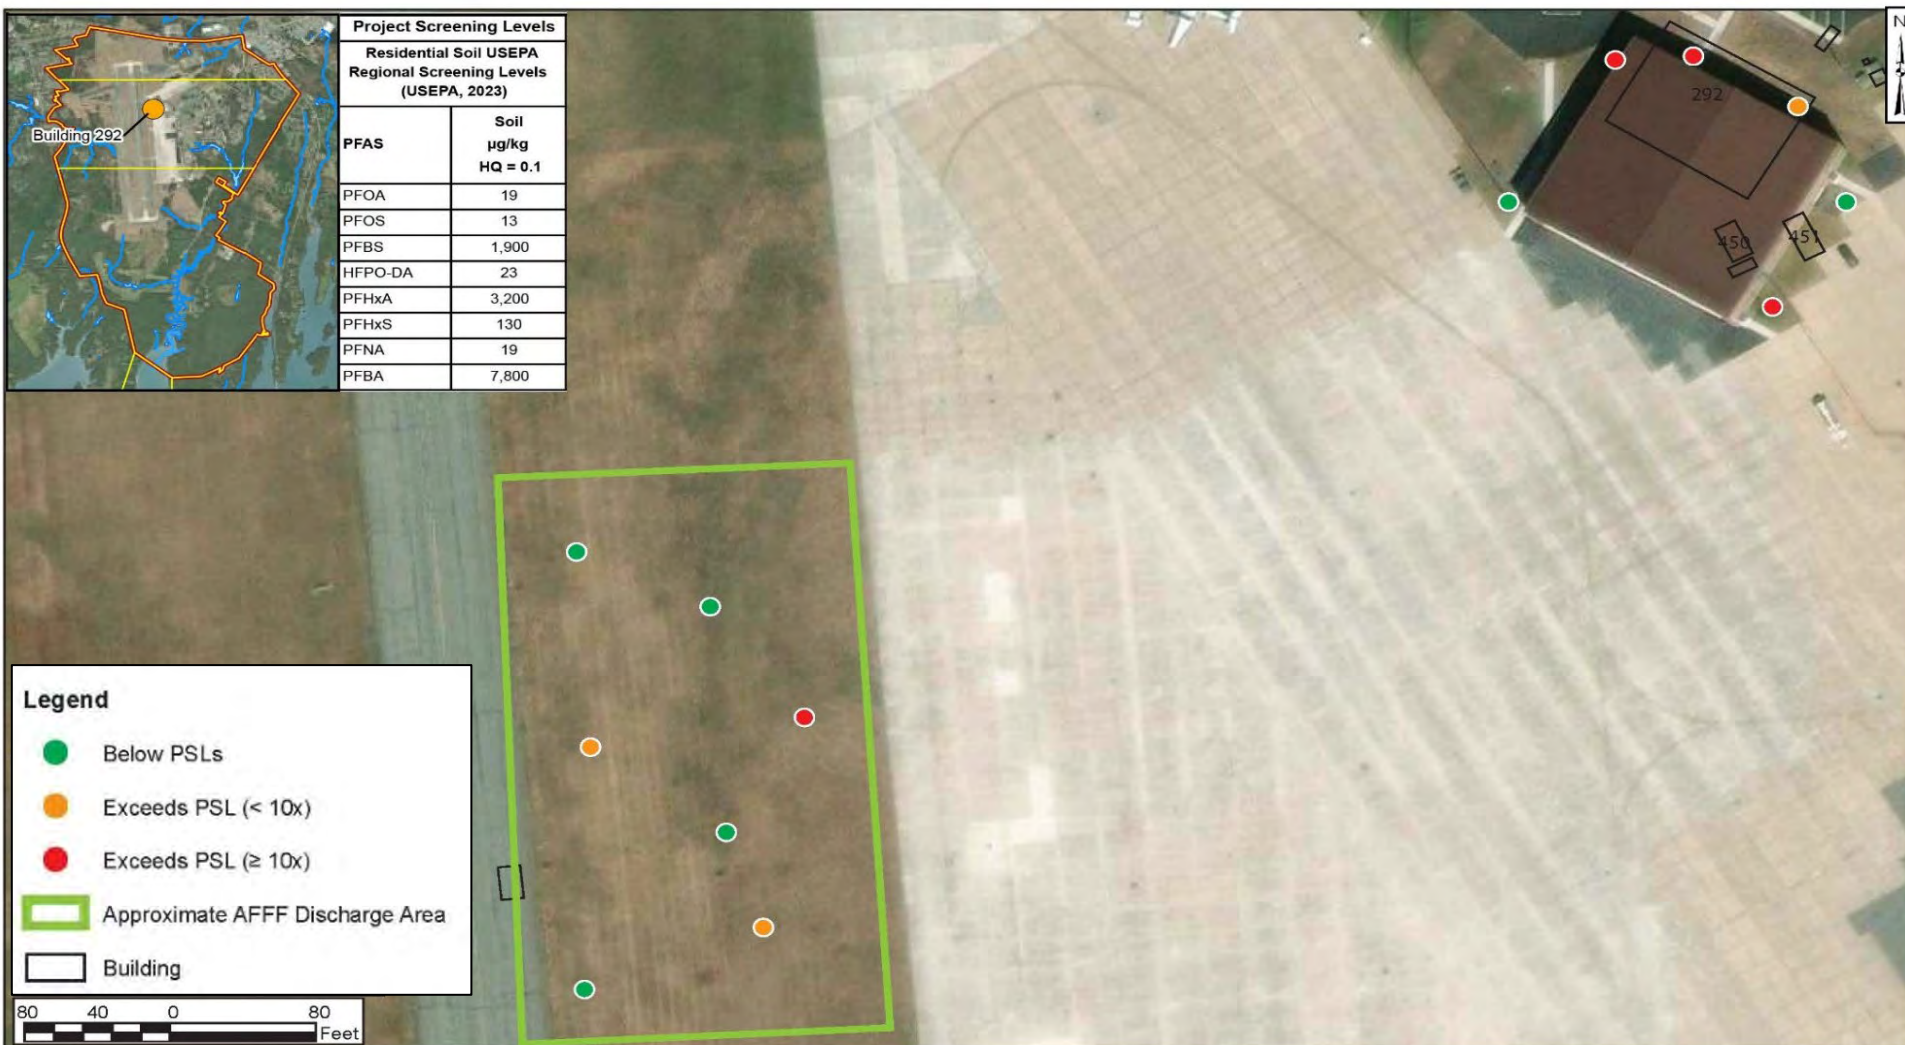 Building 292
Project Screening Levels
Residential Soil USEPA
Regional Screening Levels
(USEPA, 2023)
PFAS
Soil
µg/kg
HQ = 0.1
PFOA 19
PFOS 13
PFBS 1,900
HFPO-DA 23
PFHxA 3,200
PFHxS 130
PFNA 19
PFBA 7,800
N
292
450
451
Legend
Below PSLs
Exceeds PSL (< 10x)
Exceeds PSL (≥ 10x)
Approximate AFFF Discharge Area
Building
80 40 0 80
Feet